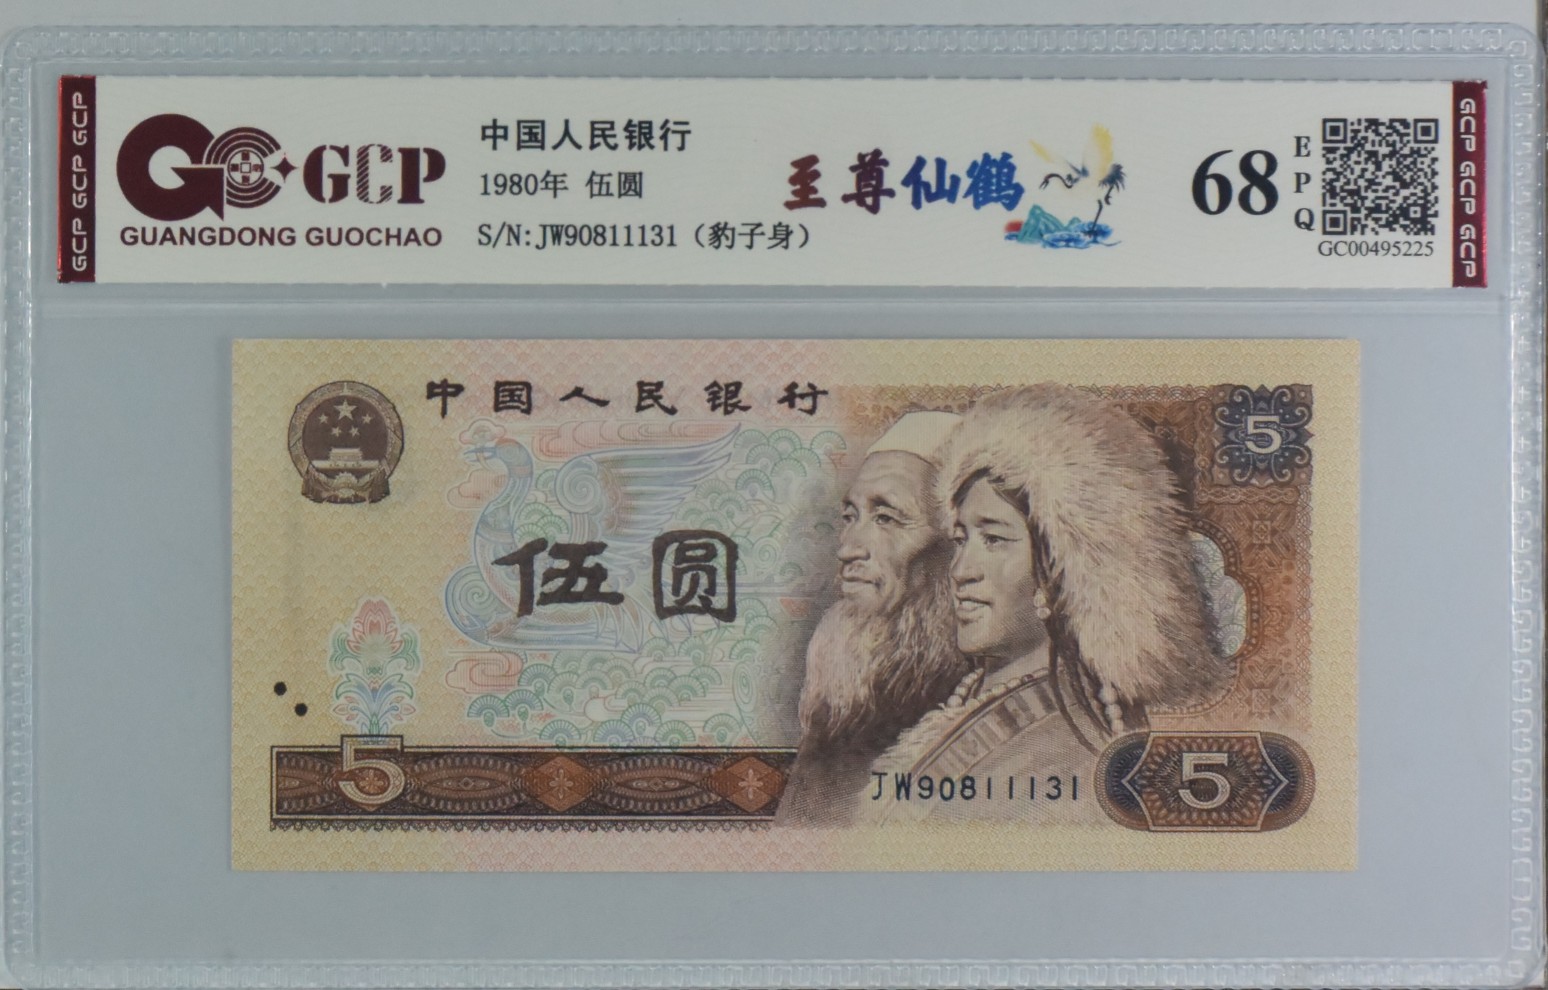 GCP GCP GCP
GC GCP
GUANGDONG GUOCHAO
中国人民银行
1980年 伍圆
S/N:JW90811131（豹子身）
至尊仙鹤
68
EPQ
GC00495225
GCP GCP GCP
中国人民银行
5
伍圆
5
JW90811131
5